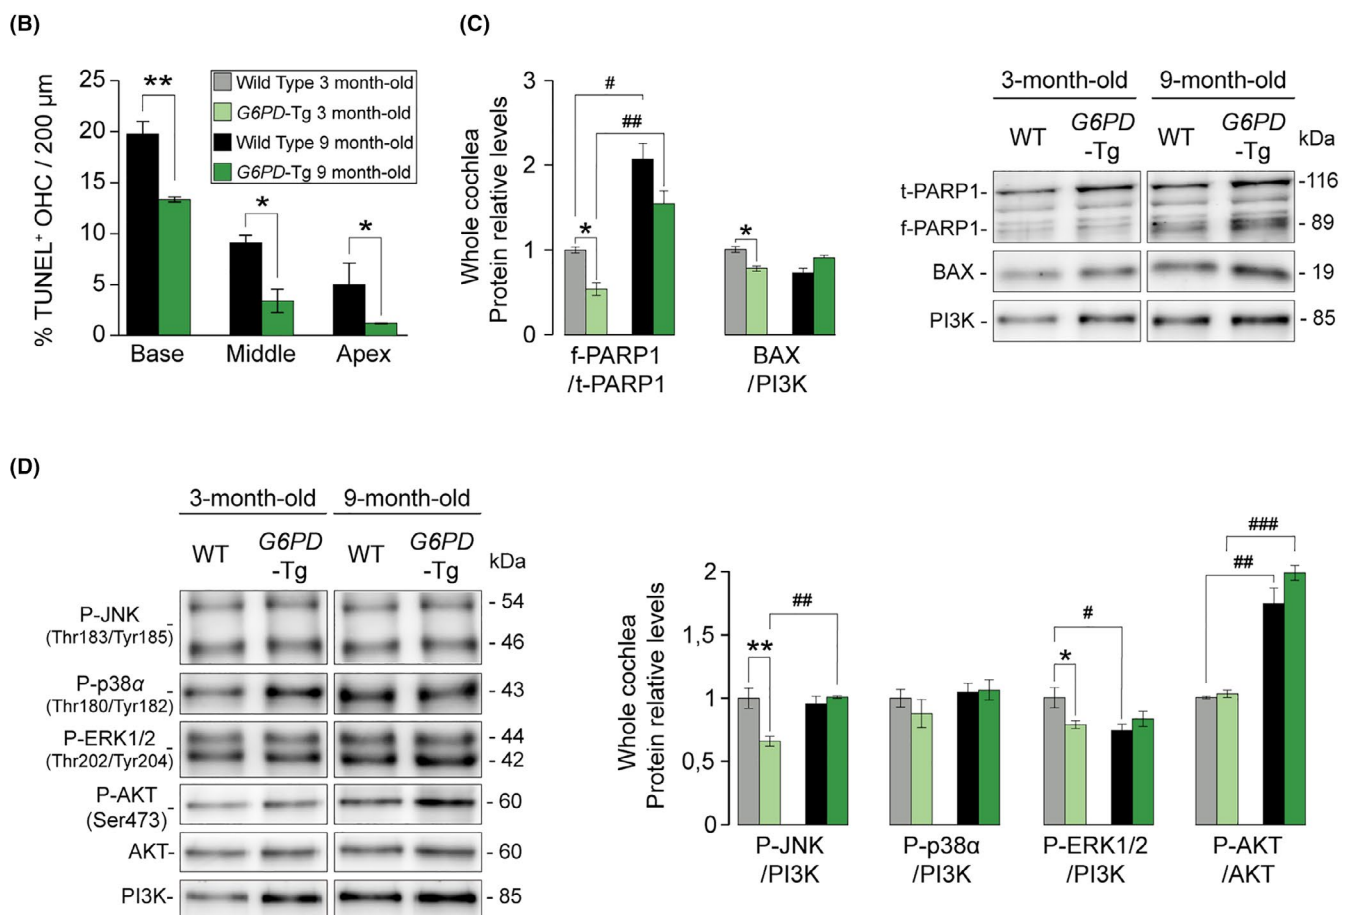 (B)
% TUNEL⁺ OHC / 200 µm
25
20
15
10
5
0
**
*
*
Base Middle Apex
Wild Type 3 month-old
G6PD-Tg 3 month-old
Wild Type 9 month-old
G6PD-Tg 9 month-old
(C)
Whole cochlea
Protein relative levels
3
2
1
0
#
##
*
*
f-PARP1
/t-PARP1
BAX
/PI3K
3-month-old 9-month-old
WT G6PD
-Tg
WT G6PD
-Tg
kDa
t-PARP1- -116
f-PARP1- - 89
BAX - - 19
PI3K - - 85
(D)
3-month-old 9-month-old
WT G6PD
-Tg
WT G6PD
-Tg
kDa
P-JNK
(Thr183/Tyr185)-
- 54
- 46
P-p38α
(Thr180/Tyr182)-
- 43
P-ERK1/2
(Thr202/Tyr204)-
- 44
- 42
P-AKT
(Ser473)-
- 60
AKT- - 60
PI3K- - 85
Whole cochlea
Protein relative levels
2
1,5
1
0,5
0
**
##
*
#
##
###
P-JNK
/PI3K
P-p38α
/PI3K
P-ERK1/2
/PI3K
P-AKT
/AKT